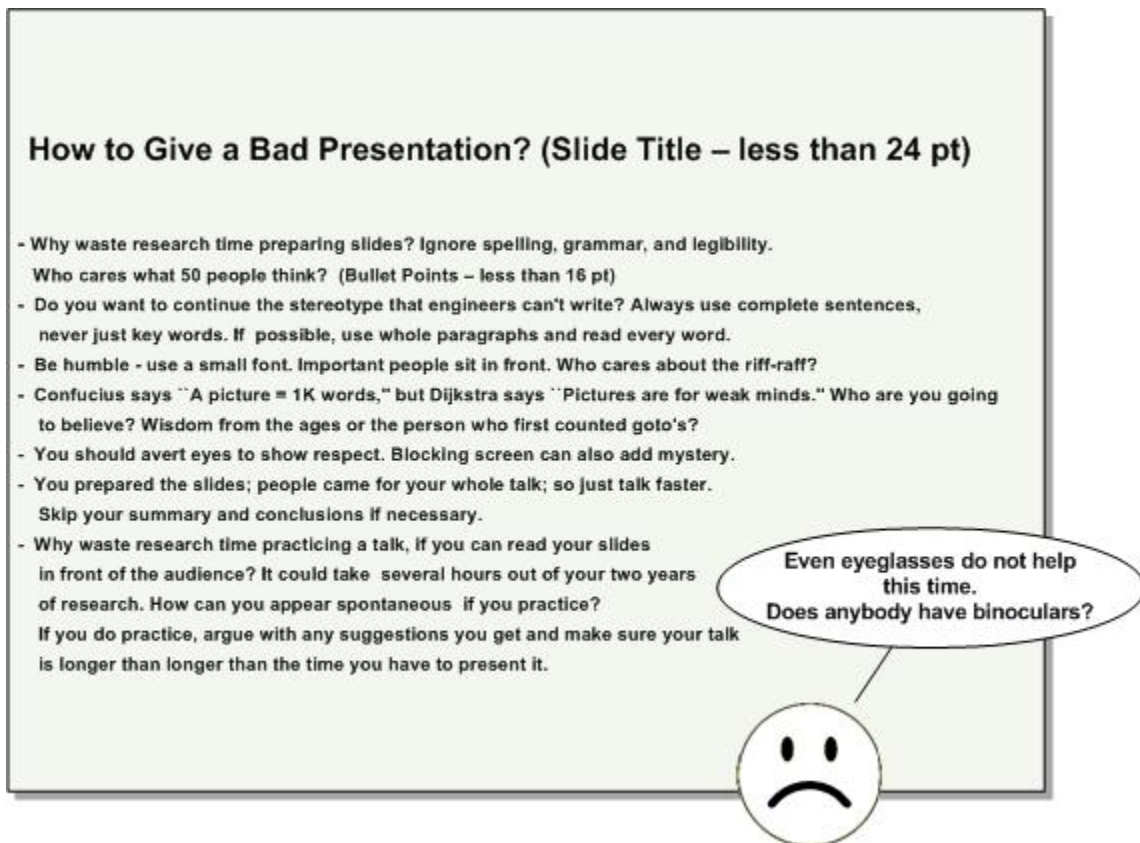 How to Give a Bad Presentation? (Slide Title – less than 24 pt)
- Why waste research time preparing slides? Ignore spelling, grammar, and legibility.
Who cares what 50 people think? (Bullet Points – less than 16 pt)
- Do you want to continue the stereotype that engineers can't write? Always use complete sentences,
never just key words. If possible, use whole paragraphs and read every word.
- Be humble - use a small font. Important people sit in front. Who cares about the riff-raff?
- Confucius says ``A picture = 1K words,'' but Dijkstra says ``Pictures are for weak minds.'' Who are you going
to believe? Wisdom from the ages or the person who first counted goto's?
- You should avert eyes to show respect. Blocking screen can also add mystery.
- You prepared the slides; people came for your whole talk; so just talk faster.
Skip your summary and conclusions if necessary.
- Why waste research time practicing a talk, if you can read your slides
in front of the audience? It could take several hours out of your two years
of research. How can you appear spontaneous if you practice?
If you do practice, argue with any suggestions you get and make sure your talk
is longer than longer than the time you have to present it.
Even eyeglasses do not help
this time.
Does anybody have binoculars?